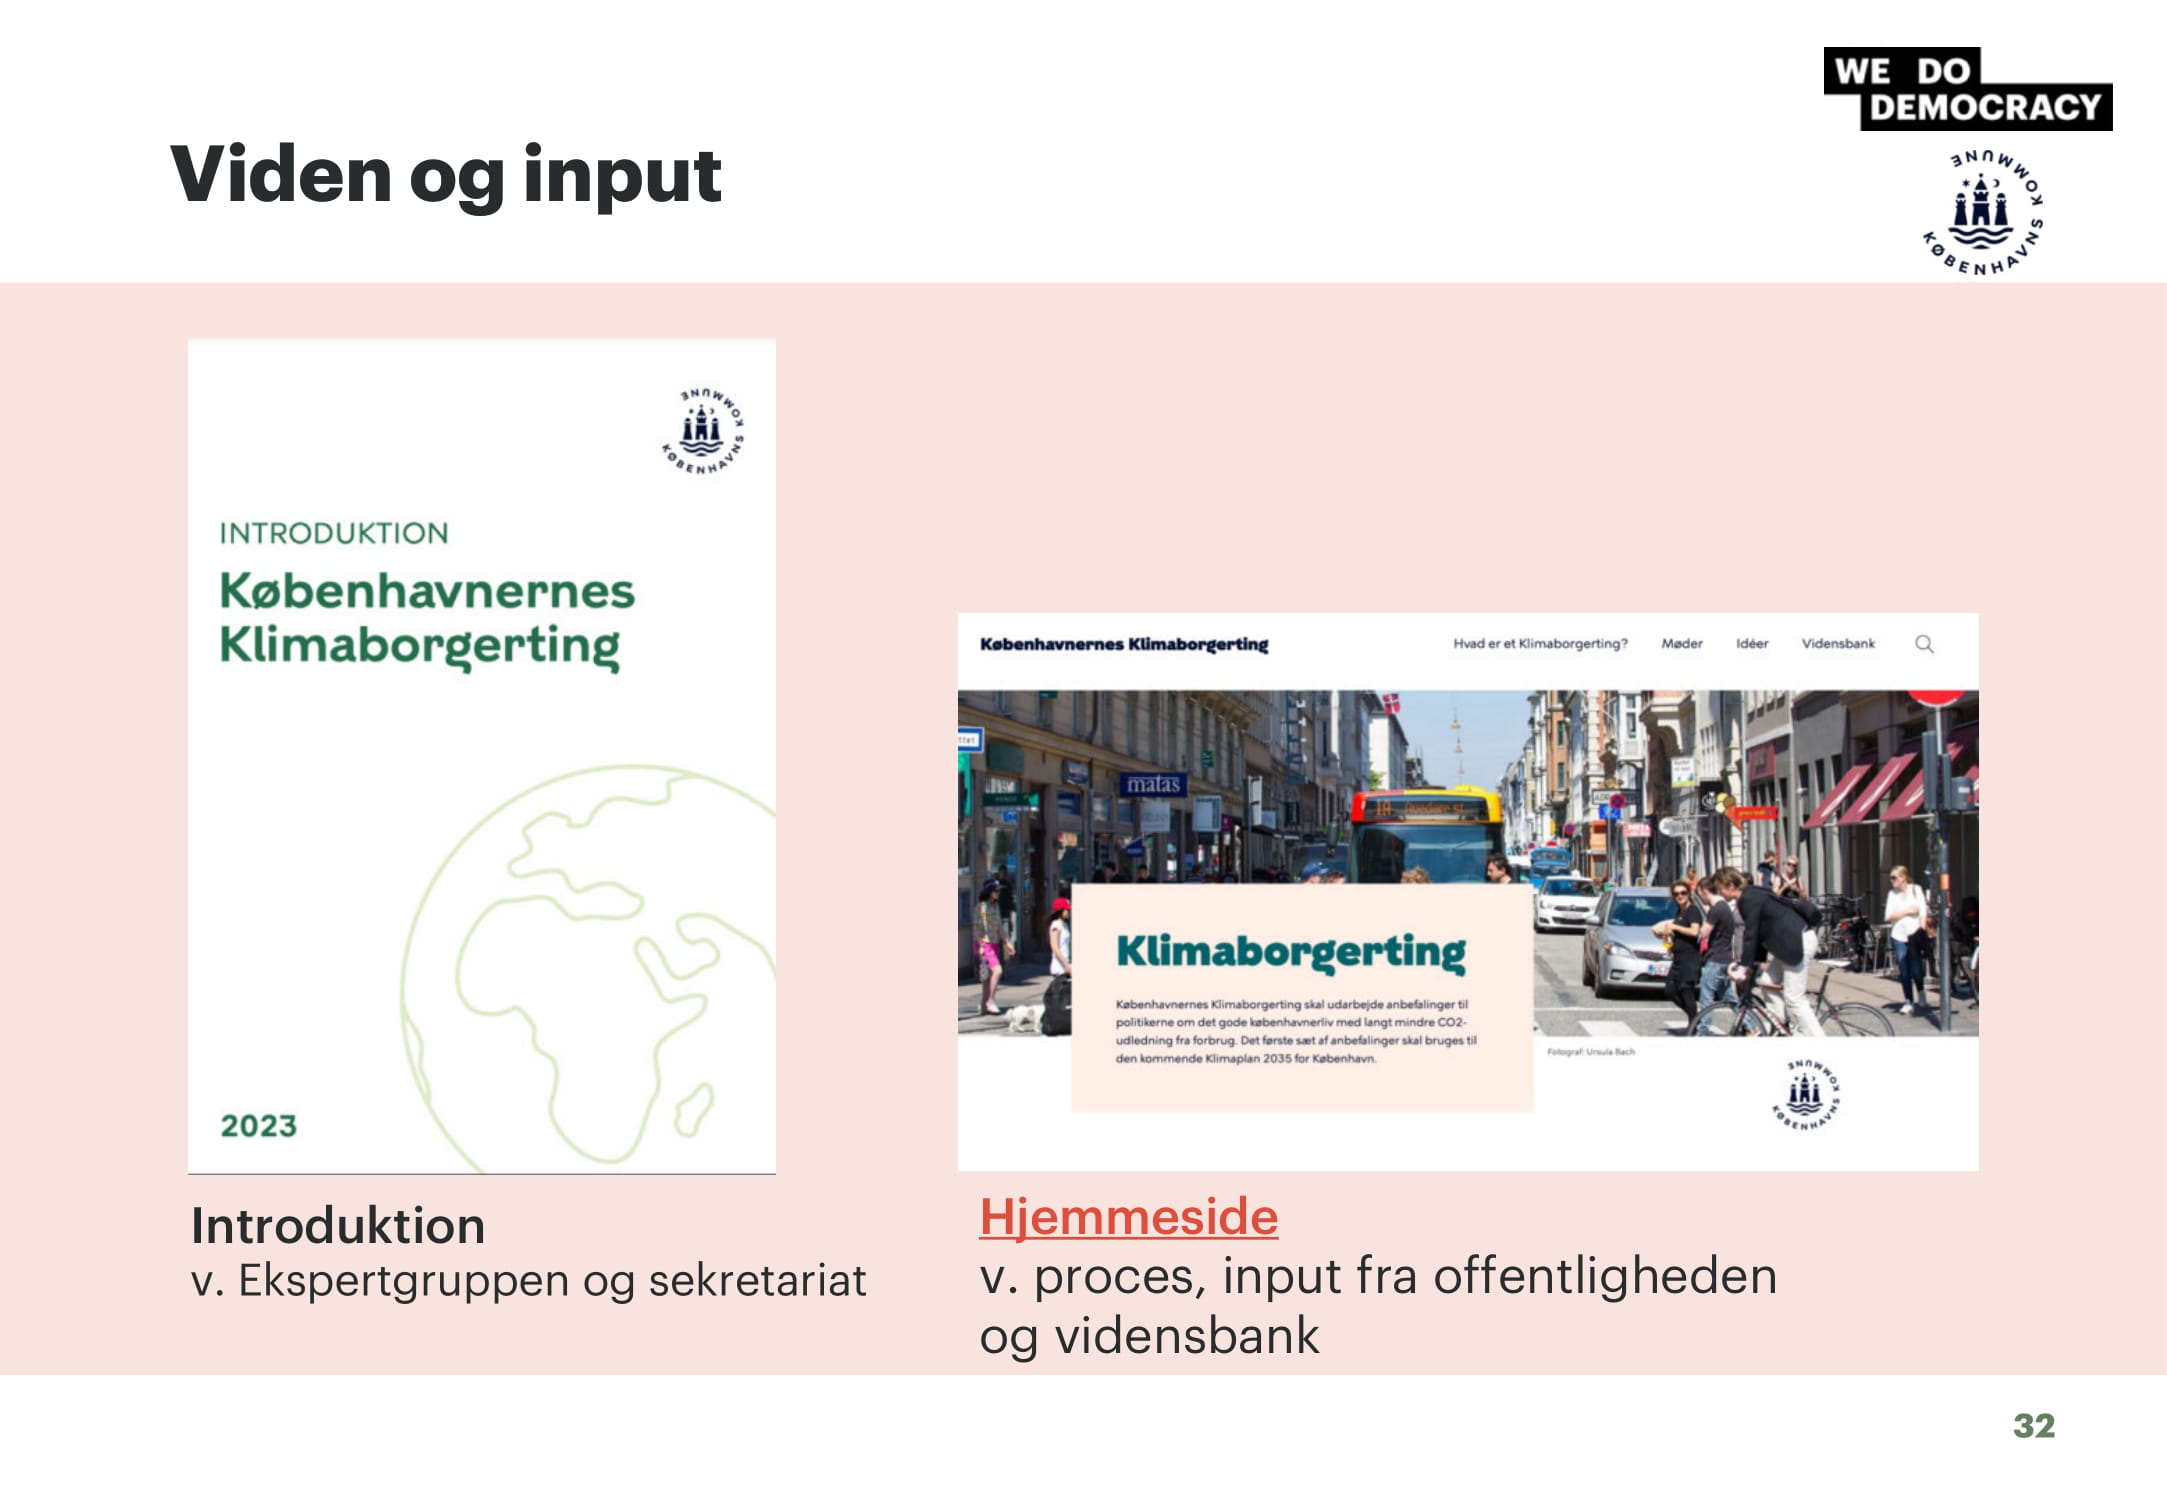 WE DO
DEMOCRACY
KØBENHAVNS KOMMUNE
Viden og input
KØBENHAVNS KOMMUNE
INTRODUKTION
Københavnernes
Klimaborgerting
2023
Københavnernes Klimaborgerting
Hvad er et Klimaborgerting?
Møder
Idéer
Vidensbank
matas
Klimaborgerting
Københavnernes Klimaborgerting skal udarbejde anbefalinger til
politikerne om det gode københavnerliv med langt mindre CO2-
udledning fra forbrug. Det første sæt af anbefalinger skal bruges til
den kommende Klimaplan 2035 for København.
Fotograf: Ursula Bach
KØBENHAVNS KOMMUNE
Introduktion
v. Ekspertgruppen og sekretariat
Hjemmeside
v. proces, input fra offentligheden
og vidensbank
32